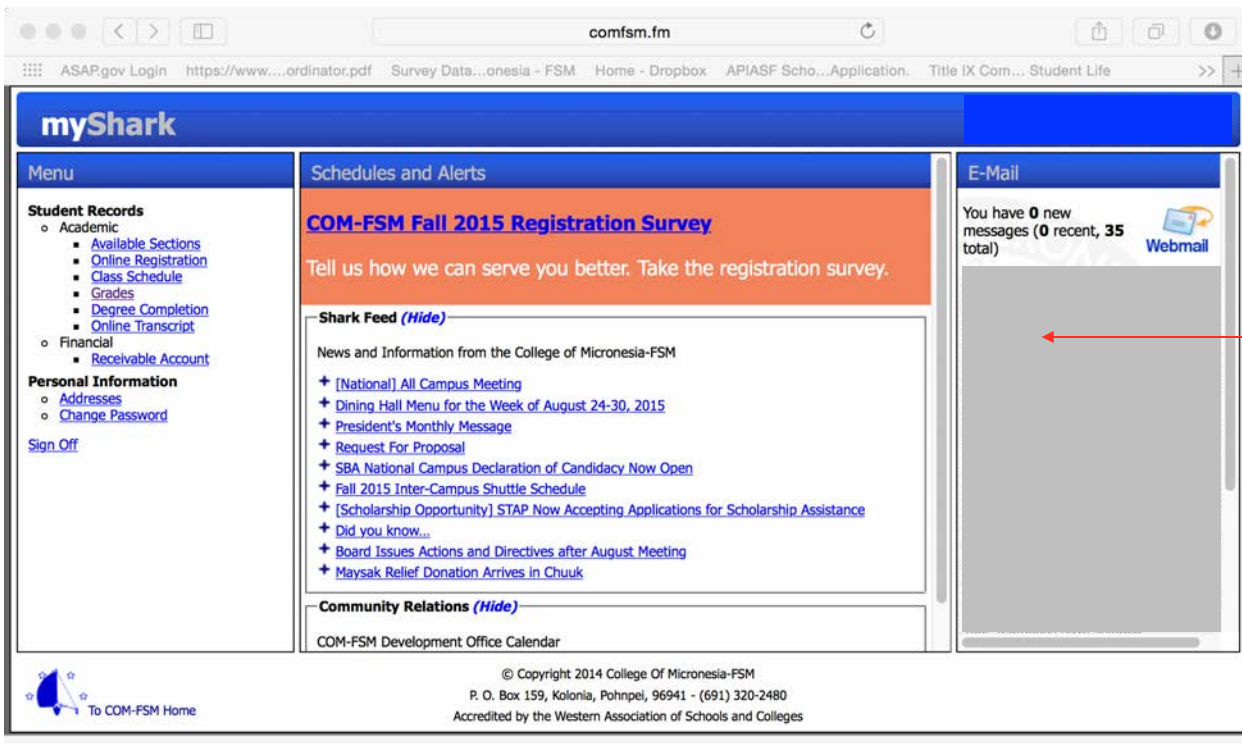 comfsm.fm
ASAP.gov Login https://www....ordinator.pdf Survey Data...onesia - FSM Home - Dropbox APIASF Scho...Application. Title IX Com... Student Life >> +
myShark
Menu
Student Records
Academic
Available Sections
Online Registration
Class Schedule
Grades
Degree Completion
Online Transcript
Financial
Receivable Account
Personal Information
Addresses
Change Password
Sign Off
Schedules and Alerts
COM-FSM Fall 2015 Registration Survey
Tell us how we can serve you better. Take the registration survey.
Shark Feed (Hide)
News and Information from the College of Micronesia-FSM
[National] All Campus Meeting
Dining Hall Menu for the Week of August 24-30, 2015
President's Monthly Message
Request For Proposal
SBA National Campus Declaration of Candidacy Now Open
Fall 2015 Inter-Campus Shuttle Schedule
[Scholarship Opportunity] STAP Now Accepting Applications for Scholarship Assistance
Did you know...
Board Issues Actions and Directives after August Meeting
Maysak Relief Donation Arrives in Chuuk
Community Relations (Hide)
COM-FSM Development Office Calendar
E-Mail
You have 0 new
messages (0 recent, 35
total)
Webmail
To COM-FSM Home
© Copyright 2014 College Of Micronesia-FSM
P. O. Box 159, Kolonia, Pohnpei, 96941 - (691) 320-2480
Accredited by the Western Association of Schools and Colleges